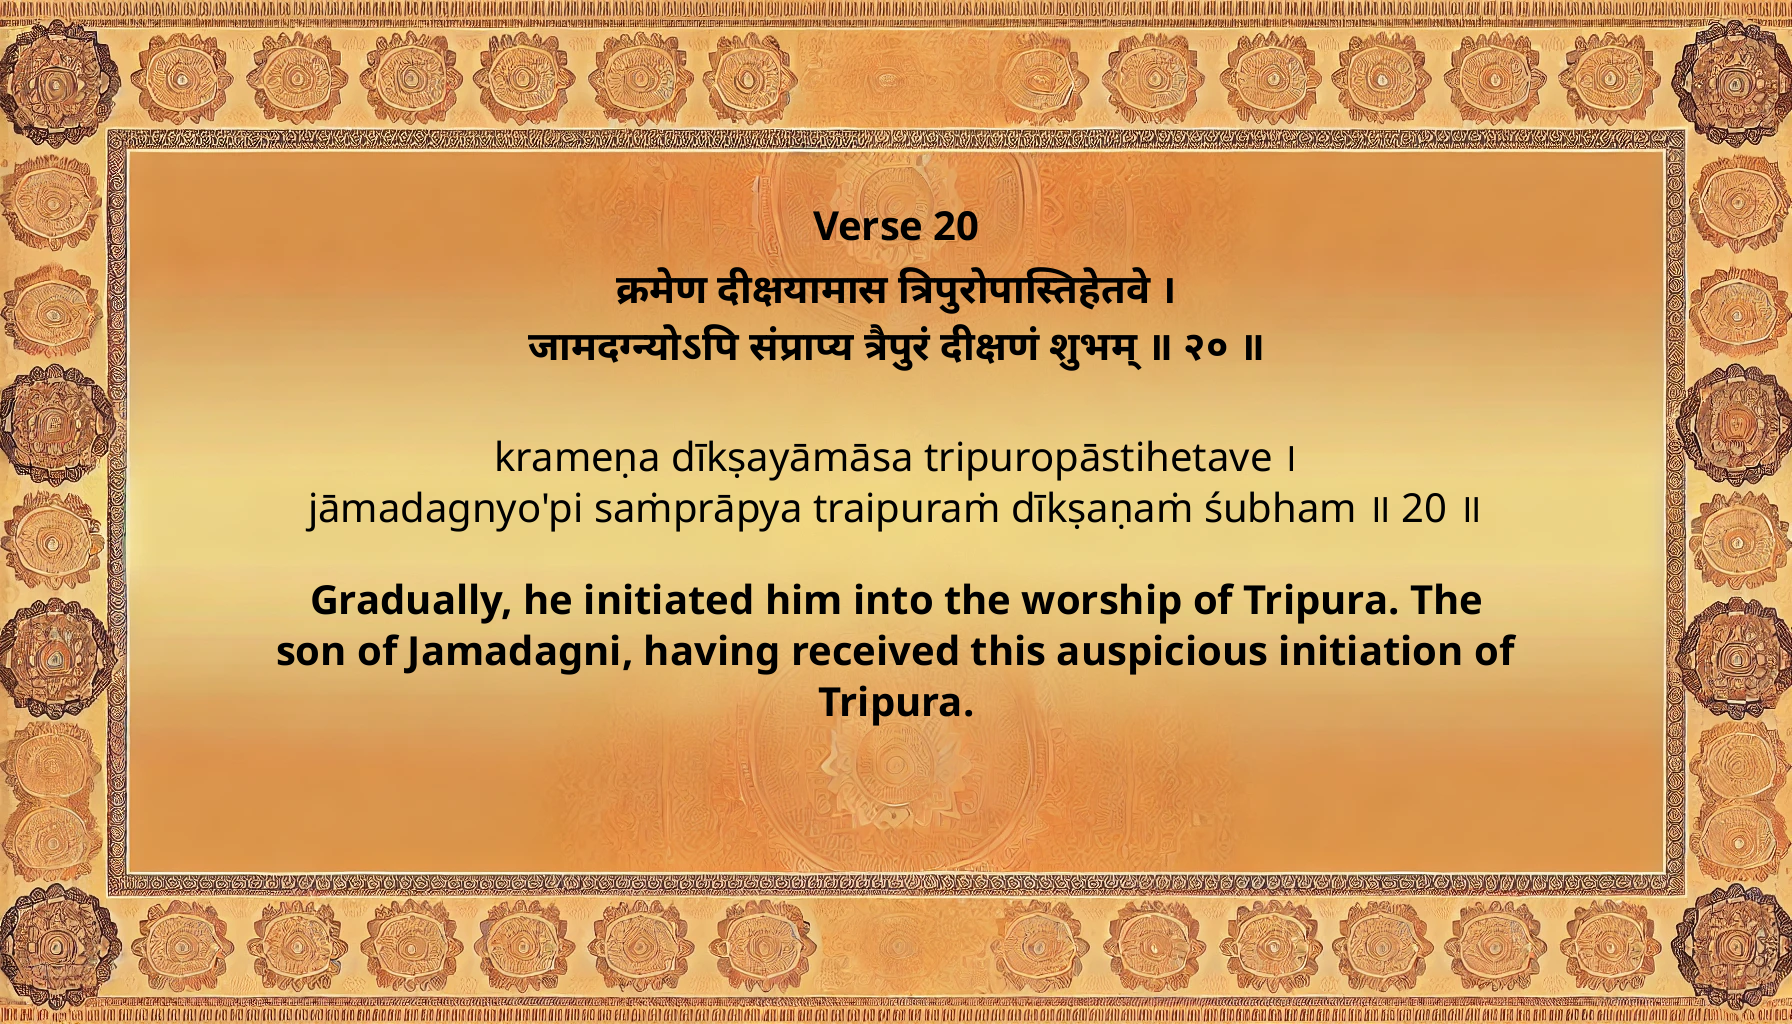 Verse 20
क्रमेण दीक्षयामास त्रिपुरोपास्तिहेतवे ।
जामदग्न्योऽपि संप्राप्य त्रैपुरं दीक्षणं शुभम् ॥ २० ॥
krameṇa dīkṣayāmāsa tripuropāstihetave ।
jāmadagnyo'pi saṁprāpya traipuraṁ dīkṣaṇaṁ śubham ॥ 20 ॥
Gradually, he initiated him into the worship of Tripura. The
son of Jamadagni, having received this auspicious initiation of
Tripura.